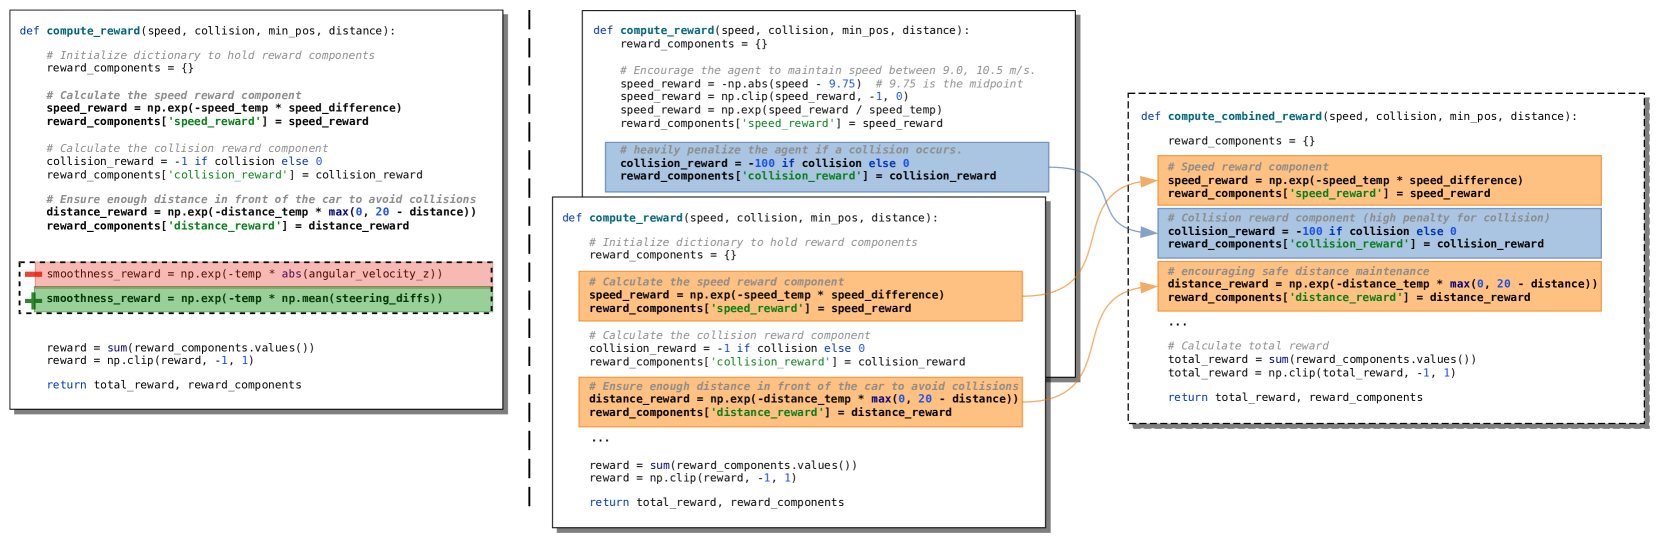 def compute_reward(speed, collision, min_pos, distance):
# Initialize dictionary to hold reward components
reward_components = {}
# Calculate the speed reward component
speed_reward = np.exp(-speed_temp * speed_difference)
reward_components['speed_reward'] = speed_reward
# Calculate the collision reward component
collision_reward = -1 if collision else 0
reward_components['collision_reward'] = collision_reward
# Ensure enough distance in front of the car to avoid collisions
distance_reward = np.exp(-distance_temp * max(0, 20 - distance))
reward_components['distance_reward'] = distance_reward
smoothness_reward = np.exp(-temp * abs(angular_velocity_z))
smoothness_reward = np.exp(-temp * np.mean(steering_diffs))
reward = sum(reward_components.values())
reward = np.clip(reward, -1, 1)
return total_reward, reward_components
def compute_reward(speed, collision, min_pos, distance):
reward_components = {}
# Encourage the agent to maintain speed between 9.0, 10.5 m/s.
speed_reward = -np.abs(speed - 9.75)  # 9.75 is the midpoint
speed_reward = np.clip(speed_reward, -1, 0)
speed_reward = np.exp(speed_reward / speed_temp)
reward_components['speed_reward'] = speed_reward
# heavily penalize the agent if a collision occurs.
collision_reward = -100 if collision else 0
reward_components['collision_reward'] = collision_reward
def compute_reward(speed, collision, min_pos, distance):
# Initialize dictionary to hold reward components
reward_components = {}
# Calculate the speed reward component
speed_reward = np.exp(-speed_temp * speed_difference)
reward_components['speed_reward'] = speed_reward
# Calculate the collision reward component
collision_reward = -1 if collision else 0
reward_components['collision_reward'] = collision_reward
# Ensure enough distance in front of the car to avoid collisions
distance_reward = np.exp(-distance_temp * max(0, 20 - distance))
reward_components['distance_reward'] = distance_reward
...
reward = sum(reward_components.values())
reward = np.clip(reward, -1, 1)
return total_reward, reward_components
def compute_combined_reward(speed, collision, min_pos, distance):
reward_components = {}
# Speed reward component
speed_reward = np.exp(-speed_temp * speed_difference)
reward_components['speed_reward'] = speed_reward
# Collision reward component (high penalty for collision)
collision_reward = -100 if collision else 0
reward_components['collision_reward'] = collision_reward
# encouraging safe distance maintenance
distance_reward = np.exp(-distance_temp * max(0, 20 - distance))
reward_components['distance_reward'] = distance_reward
...
# Calculate total reward
total_reward = sum(reward_components.values())
total_reward = np.clip(total_reward, -1, 1)
return total_reward, reward_components